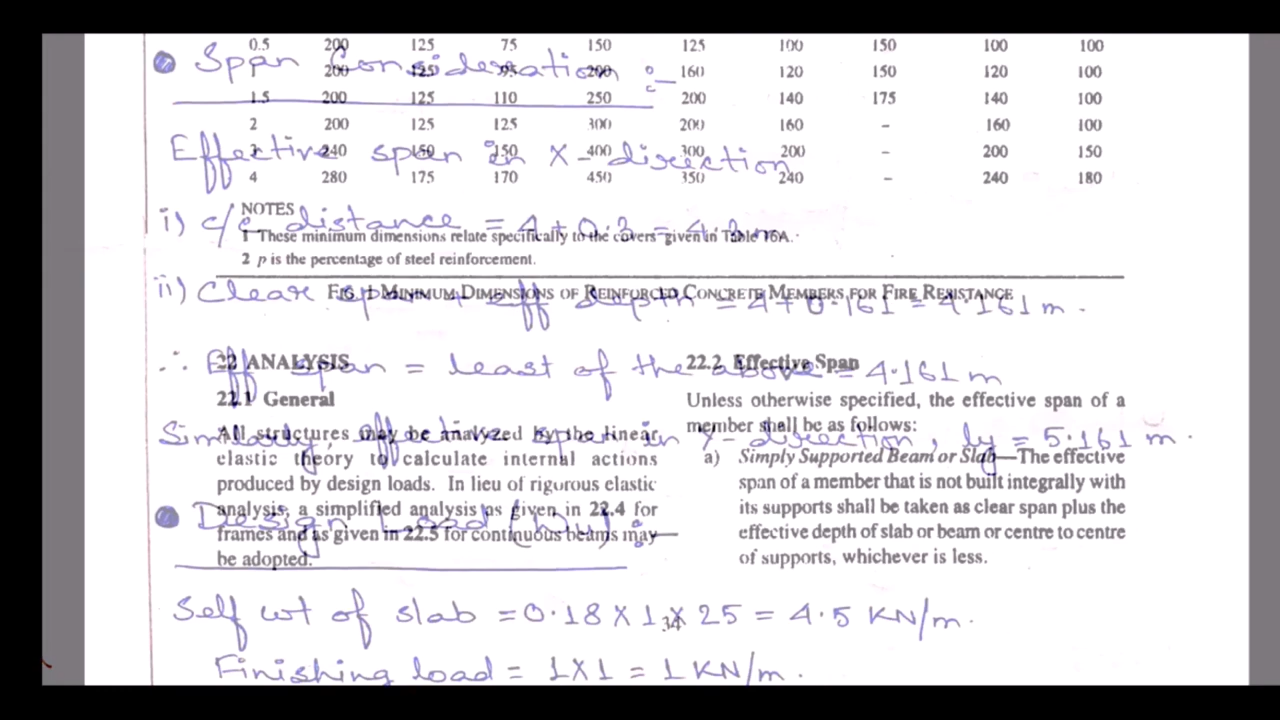 0.5 200 125 75 150 125 100 150 100 100
Span Consideration :-
1 200 125 95 200 160 120 150 120 100
1.5 200 125 110 250 200 140 175 140 100
2 200 125 125 300 200 160 – 160 100
3 240 150 150 400 300 200 – 200 150
Effective span in X-direction
4 280 175 170 450 350 240 – 240 180
NOTES
i) c/c distance = 4 + 0.3 = 4.3 m.
1 These minimum dimensions relate specifically to the covers given in Table 16A.
2 p is the percentage of steel reinforcement.
ii) Clear span + eff depth = 4 + 0.161 = 4.161 m.
FIG. 1 MINIMUM DIMENSIONS OF REINFORCED CONCRETE MEMBERS FOR FIRE RESISTANCE
∴ Eff span = least of the above = 4.161 m
Similarly, effective span in Y-direction, ly = 5.161 m.
22 ANALYSIS
22.1 General
All structures may be analyzed by the linear
elastic theory to calculate internal actions
produced by design loads. In lieu of rigorous elastic
analysis, a simplified analysis as given in 22.4 for
frames and as given in 22.5 for continuous beams may
be adopted.
22.2 Effective Span
Unless otherwise specified, the effective span of a
member shall be as follows:
a) Simply Supported Beam or Slab—The effective
span of a member that is not built integrally with
its supports shall be taken as clear span plus the
effective depth of slab or beam or centre to centre
of supports, whichever is less.
Design Load (Wu) :-
Self wt of slab = 0.18 X 1 X 25 = 4.5 KN/m.
34
Finishing load = 1 X 1 = 1 KN/m.